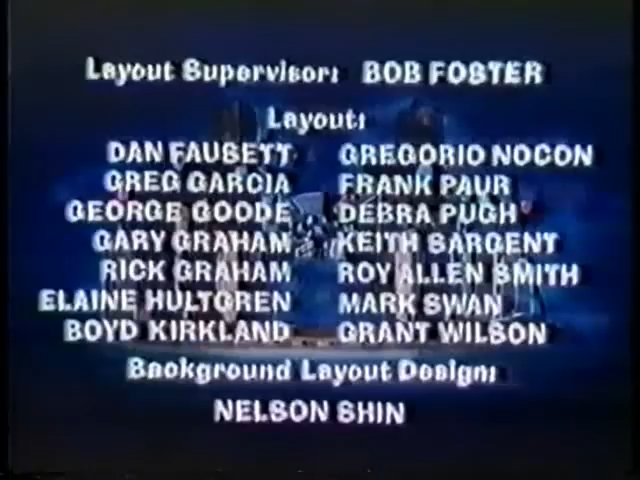 Layout Supervisor: BOB FOSTER
Layout:
DAN FAUSETT GREGORIO NOCON
GREG GARCIA FRANK PAUR
GEORGE GOODE DEBRA PUGH
GARY GRAHAM KEITH SARGENT
RICK GRAHAM ROY ALLEN SMITH
ELAINE HULTGREN MARK SWAN
BOYD KIRKLAND GRANT WILSON
Background Layout Design:
NELSON SHIN